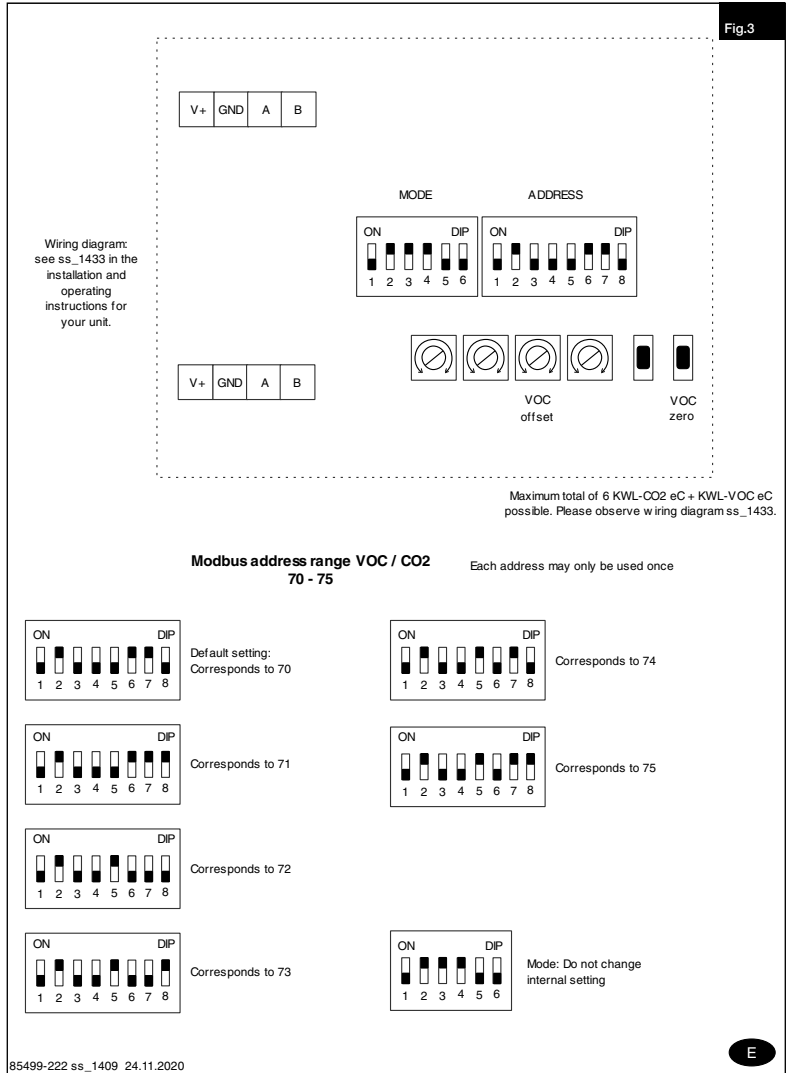 Fig.3
V+ GND A B
MODE ADDRESS
ON DIP ON DIP
1 2 3 4 5 6 1 2 3 4 5 6 7 8
Wiring diagram:
see ss_1433 in the
installation and
operating
instructions for
your unit.
V+ GND A B
VOC
offset
VOC
zero
Maximum total of 6 KWL-CO2 eC + KWL-VOC eC
possible. Please observe wiring diagram ss_1433.
Modbus address range VOC / CO2
70 - 75
Each address may only be used once
ON DIP
1 2 3 4 5 6 7 8
Default setting:
Corresponds to 70
ON DIP
1 2 3 4 5 6 7 8
Corresponds to 74
ON DIP
1 2 3 4 5 6 7 8
Corresponds to 71
ON DIP
1 2 3 4 5 6 7 8
Corresponds to 75
ON DIP
1 2 3 4 5 6 7 8
Corresponds to 72
ON DIP
1 2 3 4 5 6 7 8
Corresponds to 73
ON DIP
1 2 3 4 5 6
Mode: Do not change
internal setting
E
85499-222 ss_1409 24.11.2020